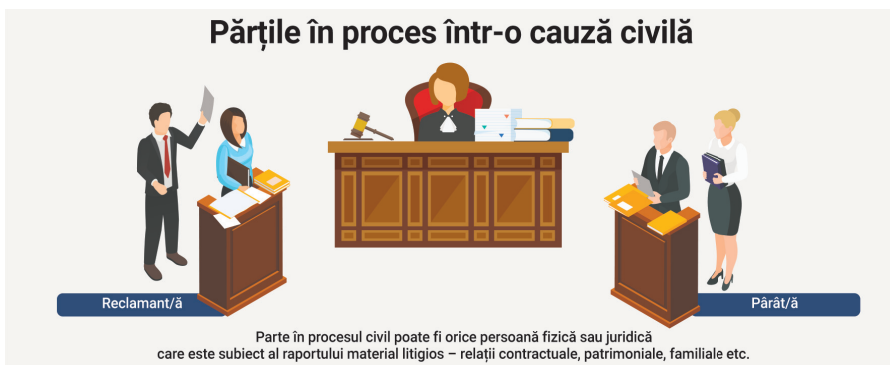 Părțile în proces într-o cauză civilă
Reclamant/ă
Pârât/ă
Parte în procesul civil poate fi orice persoană fizică sau juridică
care este subiect al raportului material litigios – relații contractuale, patrimoniale, familiale etc.